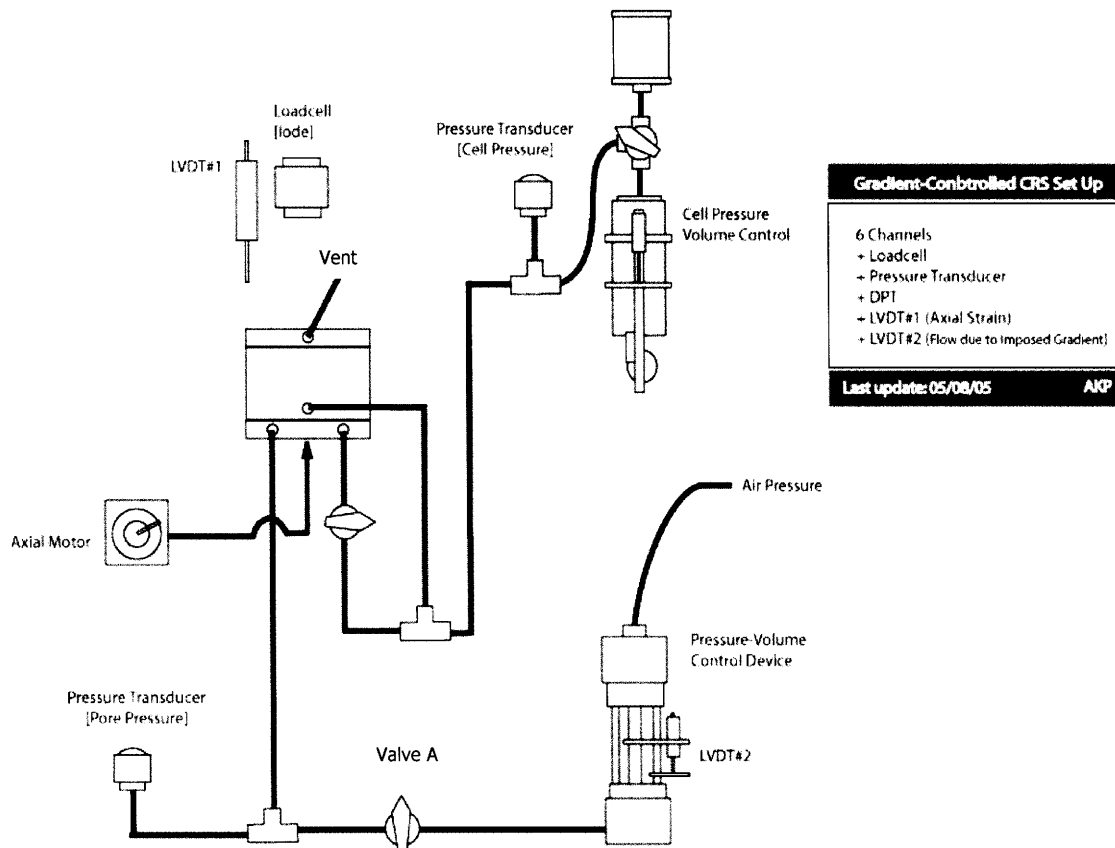 Loadcell
[lode]
LVDT#1
Vent
Pressure Transducer
[Cell Pressure]
Cell Pressure
Volume Control
Gradient-Conbtrolled CRS Set Up
6 Channels
+ Loadcell
+ Pressure Transducer
+ DPT
+ LVDT#1 (Axial Strain)
+ LVDT#2 (Flow due to Imposed Gradient)
Last update: 05/08/05 AKP
Air Pressure
Axial Motor
Pressure-Volume
Control Device
LVDT#2
Pressure Transducer
[Pore Pressure]
Valve A